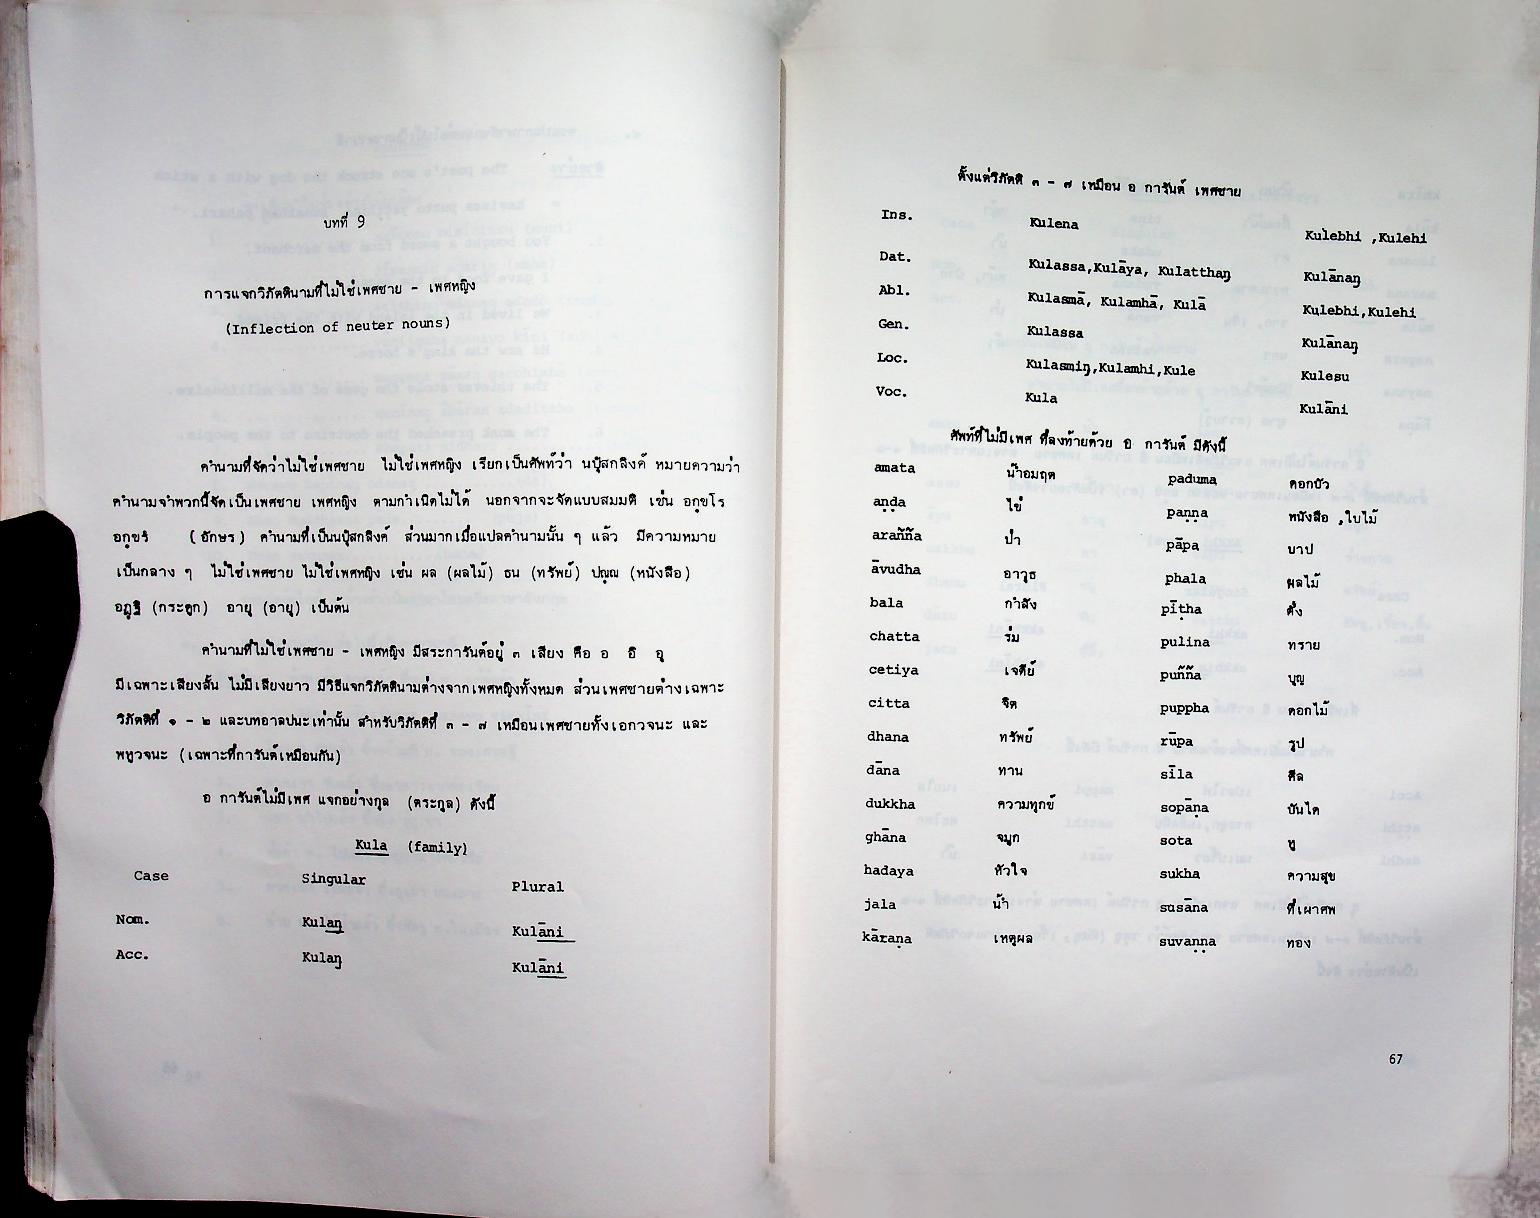 บทที่ 9
การแจกวิภัตตินามที่ไม่ใช่เพศชาย - เพศหญิง
(Inflection of neuter nouns)
คำนามที่จัดว่าไม่ใช่เพศชาย ไม่ใช่เพศหญิง เรียกเป็นศัพท์ว่า นปุํสกลิงค์ หมายความว่า
คำนามจำพวกนี้จัดเป็นเพศชาย เพศหญิง ตามกำเนิดไม่ได้ นอกจากจะจัดแบบสมมติ เช่น อกฺขโร
อกฺขรํ (อักษร) คำนามที่เป็นนปุํสกลิงค์ ส่วนมากเมื่อแปลคำนามนั้น ๆ แล้ว มีความหมาย
เป็นกลาง ๆ ไม่ใช่เพศชาย ไม่ใช่เพศหญิง เช่น ผล (ผลไม้) ธน (ทรัพย์) ปณฺณ (หนังสือ)
อฏฺฐิ (กระดูก) อายุ (อายุ) เป็นต้น
คำนามที่ไม่ใช่เพศชาย - เพศหญิง มีสระการันต์อยู่ ๓ เสียง คือ อ อิ อุ
มีเฉพาะเสียงสั้น ไม่มีเสียงยาว มีวิธีแจกวิภัตตินามต่างจากเพศหญิงทั้งหมด ส่วนเพศชายต่างเฉพาะ
วิภัตติที่ ๑ - ๒ และบทอาลปนะเท่านั้น สำหรับวิภัตติที่ ๓ - ๗ เหมือนเพศชายทั้งเอกวจนะ และ
พหูวจนะ (เฉพาะที่การันต์เหมือนกัน)
อ การันต์ไม่มีเพศ แจกอย่างกุล (ตระกูล) ดังนี้
Kula (family)
Case Singular Plural
Nom. Kulaŋ Kulāni
Acc. Kulaŋ Kulāni
ตั้งแต่วิภัตติ ๓ - ๗ เหมือน อ การันต์ เพศชาย
Ins. Kulena Kulebhi ,Kulehi
Dat. Kulassa,Kulāya, Kulatthaŋ Kulānaŋ
Abl. Kulasmā, Kulamhā, Kulā Kulebhi,Kulehi
Gen. Kulassa Kulānaŋ
Loc. Kulasmiŋ,Kulamhi,Kule Kulesu
Voc. Kula Kulāni
ศัพท์ที่ไม่มีเพศ ที่ลงท้ายด้วย อ การันต์ มีดังนี้
amata น้ำอมฤต paduma ดอกบัว
aṇḍa ไข่ paṇṇa หนังสือ ,ใบไม้
arañña ป่า pāpa บาป
āvudha อาวุธ phala ผลไม้
bala กำลัง pīṭha ตั่ง
chatta ร่ม pulina ทราย
cetiya เจดีย์ puñña บุญ
citta จิต puppha ดอกไม้
dhana ทรัพย์ rūpa รูป
dāna ทาน sīla ศีล
dukkha ความทุกข์ sopāṇa บันได
ghāna จมูก sota หู
hadaya หัวใจ sukha ความสุข
jala น้ำ susāna ที่เผาศพ
kāraṇa เหตุผล suvaṇṇa ทอง
67